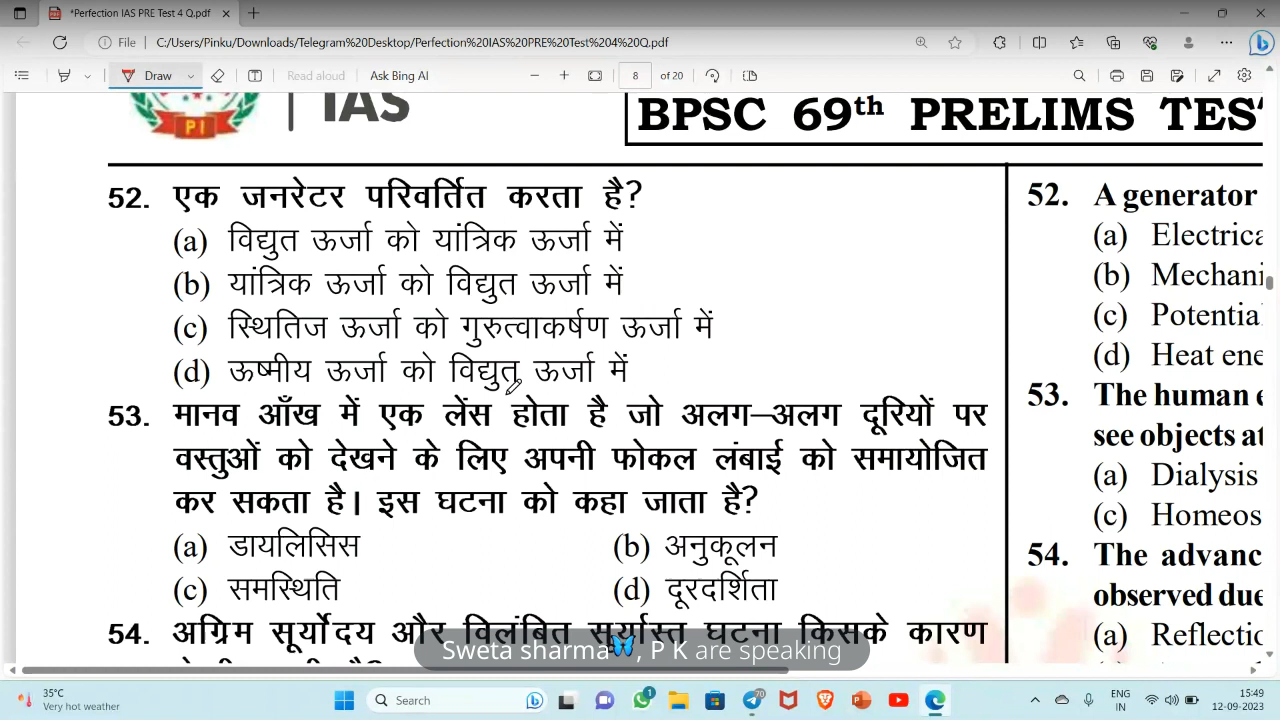 *Perfection IAS PRE Test 4 Q.pdf
File C:/Users/Pinku/Downloads/Telegram%20Desktop/Perfection%20IAS%20PRE%20Test%204%20Q.pdf
Draw Read aloud Ask Bing AI 8 of 20
PI IAS
BPSC 69th PRELIMS TES
52. एक जनरेटर परिवर्तित करता है?
(a) विद्युत ऊर्जा को यांत्रिक ऊर्जा में
(b) यांत्रिक ऊर्जा को विद्युत ऊर्जा में
(c) स्थितिज ऊर्जा को गुरुत्वाकर्षण ऊर्जा में
(d) ऊष्मीय ऊर्जा को विद्युत ऊर्जा में
53. मानव आँख में एक लेंस होता है जो अलग–अलग दूरियों पर
वस्तुओं को देखने के लिए अपनी फोकल लंबाई को समायोजित
कर सकता है। इस घटना को कहा जाता है?
(a) डायलिसिस (b) अनुकूलन
(c) समस्थिति (d) दूरदर्शिता
54. अग्रिम सूर्योदय और विलंबित सूर्यास्त घटना किसके कारण
52. A generator
(a) Electrica
(b) Mechani
(c) Potentia
(d) Heat ene
53. The human e
see objects at
(a) Dialysis
(c) Homeos
54. The advanc
observed due
(a) Reflectio
Sweta sharma🦋, P K are speaking
35°C
Very hot weather
Search
1
70
ENG
IN
15:49
12-09-2023